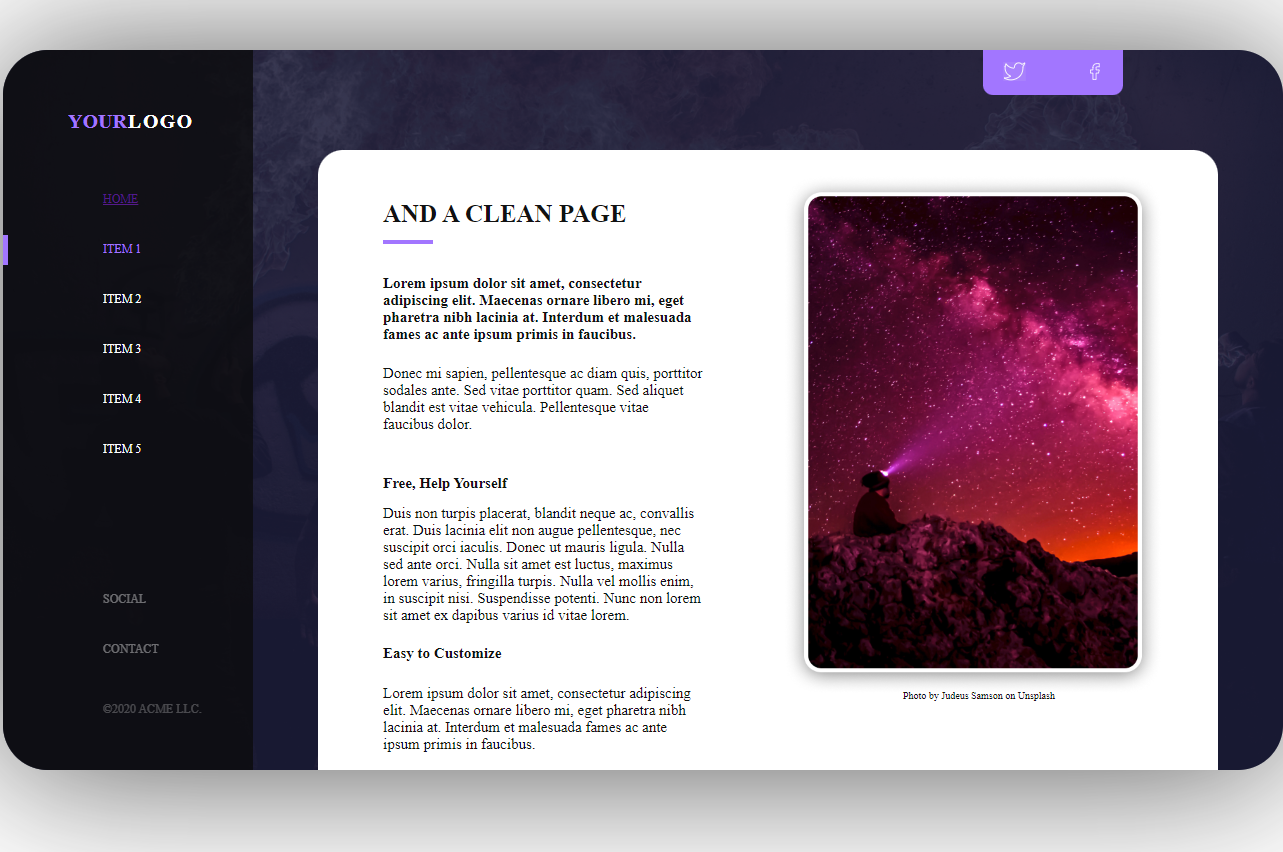 YOURLOGO
HOME
ITEM 1
ITEM 2
ITEM 3
ITEM 4
ITEM 5
SOCIAL
CONTACT
©2020 ACME LLC.
AND A CLEAN PAGE
Lorem ipsum dolor sit amet, consectetur
adipiscing elit. Maecenas ornare libero mi, eget
pharetra nibh lacinia at. Interdum et malesuada
fames ac ante ipsum primis in faucibus.
Donec mi sapien, pellentesque ac diam quis, porttitor
sodales ante. Sed vitae porttitor quam. Sed aliquet
blandit est vitae vehicula. Pellentesque vitae
faucibus dolor.
Free, Help Yourself
Duis non turpis placerat, blandit neque ac, convallis
erat. Duis lacinia elit non augue pellentesque, nec
suscipit orci iaculis. Donec ut mauris ligula. Nulla
sed ante orci. Nulla sit amet est luctus, maximus
lorem varius, fringilla turpis. Nulla vel mollis enim,
in suscipit nisi. Suspendisse potenti. Nunc non lorem
sit amet ex dapibus varius id vitae lorem.
Easy to Customize
Lorem ipsum dolor sit amet, consectetur adipiscing
elit. Maecenas ornare libero mi, eget pharetra nibh
lacinia at. Interdum et malesuada fames ac ante
ipsum primis in faucibus.
Photo by Judeus Samson on Unsplash